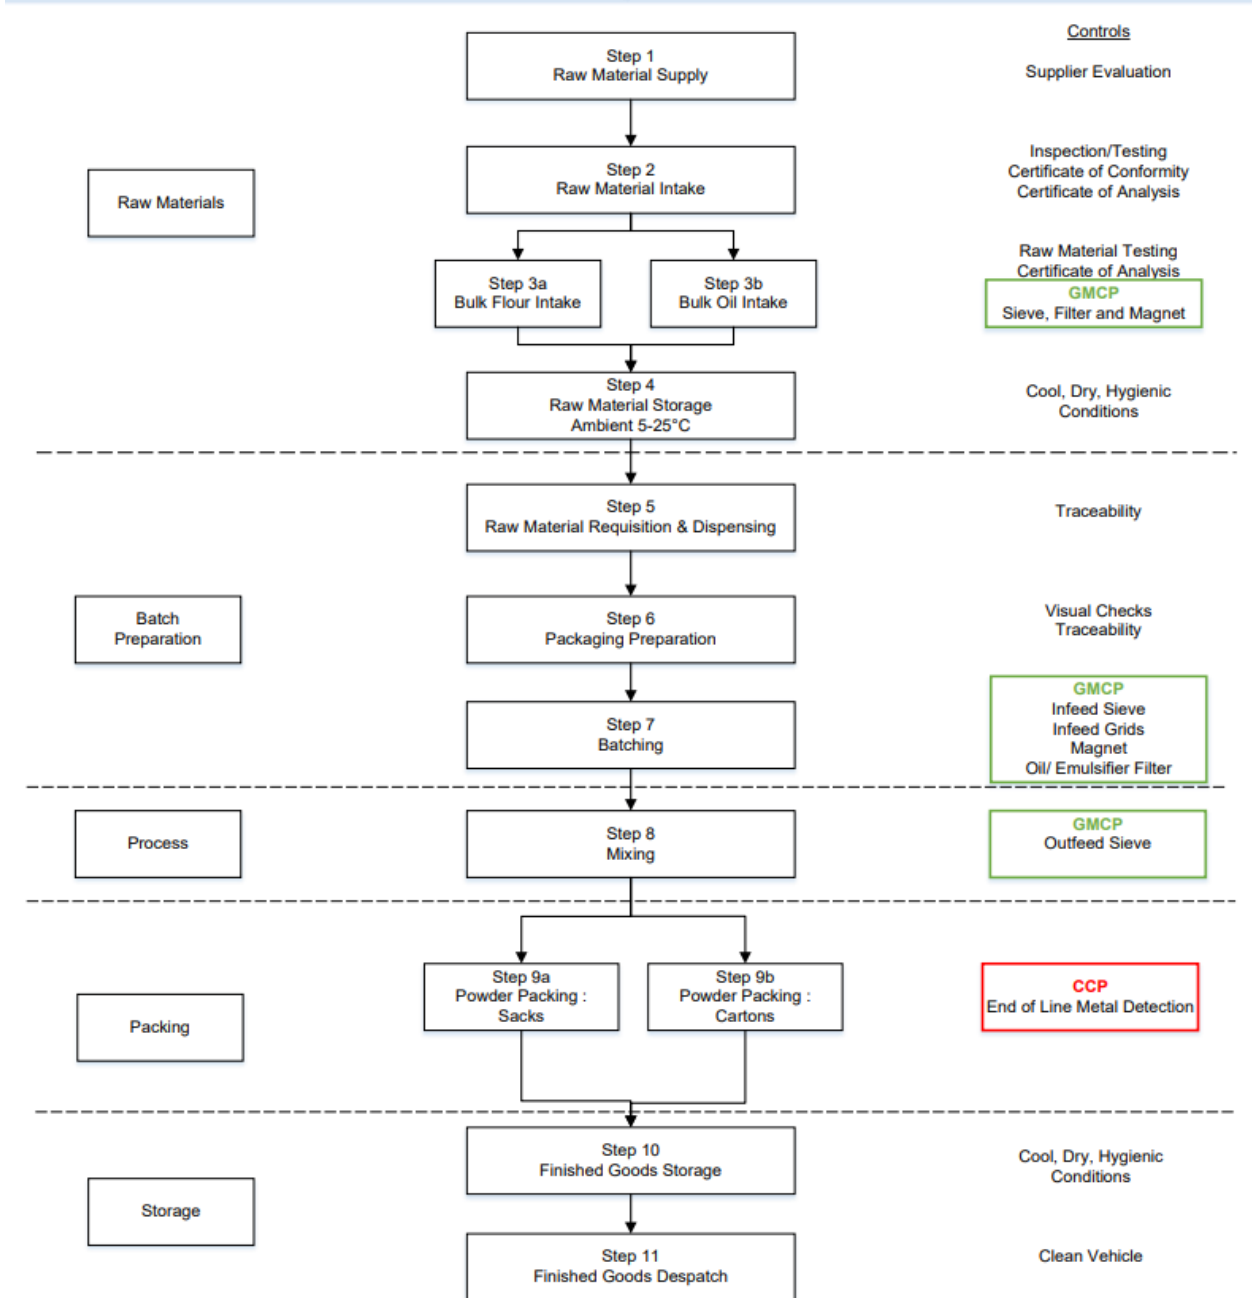 Controls
Step 1
Raw Material Supply
Supplier Evaluation
Raw Materials
Step 2
Raw Material Intake
Inspection/Testing
Certificate of Conformity
Certificate of Analysis
Step 3a
Bulk Flour Intake
Step 3b
Bulk Oil Intake
Raw Material Testing
Certificate of Analysis
GMCP
Sieve, Filter and Magnet
Step 4
Raw Material Storage
Ambient 5-25°C
Cool, Dry, Hygienic
Conditions
Step 5
Raw Material Requisition & Dispensing
Traceability
Batch
Preparation
Step 6
Packaging Preparation
Visual Checks
Traceability
Step 7
Batching
GMCP
Infeed Sieve
Infeed Grids
Magnet
Oil/ Emulsifier Filter
Process
Step 8
Mixing
GMCP
Outfeed Sieve
Packing
Step 9a
Powder Packing :
Sacks
Step 9b
Powder Packing :
Cartons
CCP
End of Line Metal Detection
Storage
Step 10
Finished Goods Storage
Cool, Dry, Hygienic
Conditions
Step 11
Finished Goods Despatch
Clean Vehicle